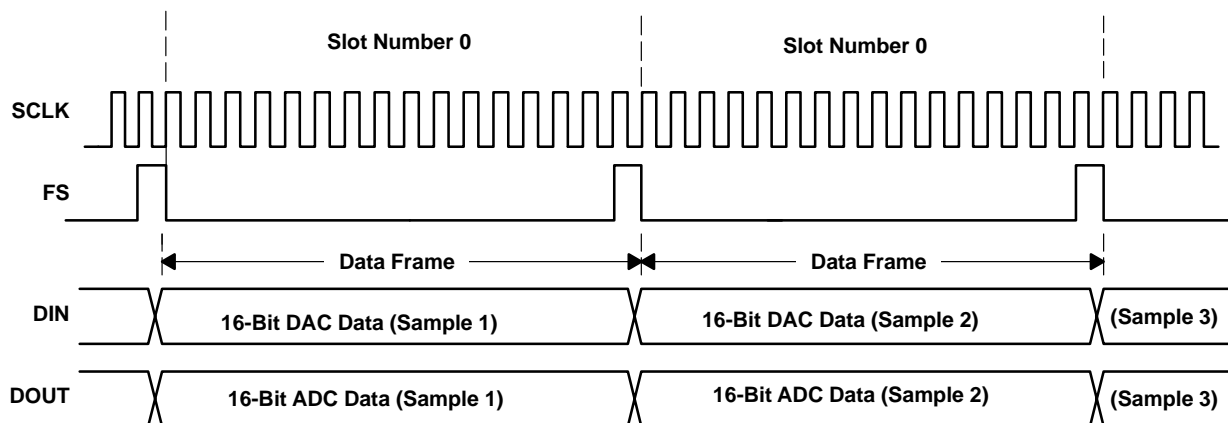 Slot Number 0
Slot Number 0
SCLK
FS
Data Frame
Data Frame
DIN
16-Bit DAC Data (Sample 1)
16-Bit DAC Data (Sample 2)
(Sample 3)
DOUT
16-Bit ADC Data (Sample 1)
16-Bit ADC Data (Sample 2)
(Sample 3)